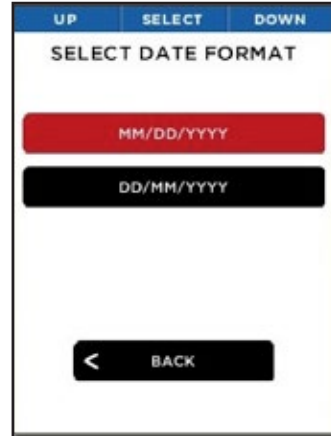 UP SELECT DOWN
SELECT DATE FORMAT
MM/DD/YYYY
DD/MM/YYYY
< BACK